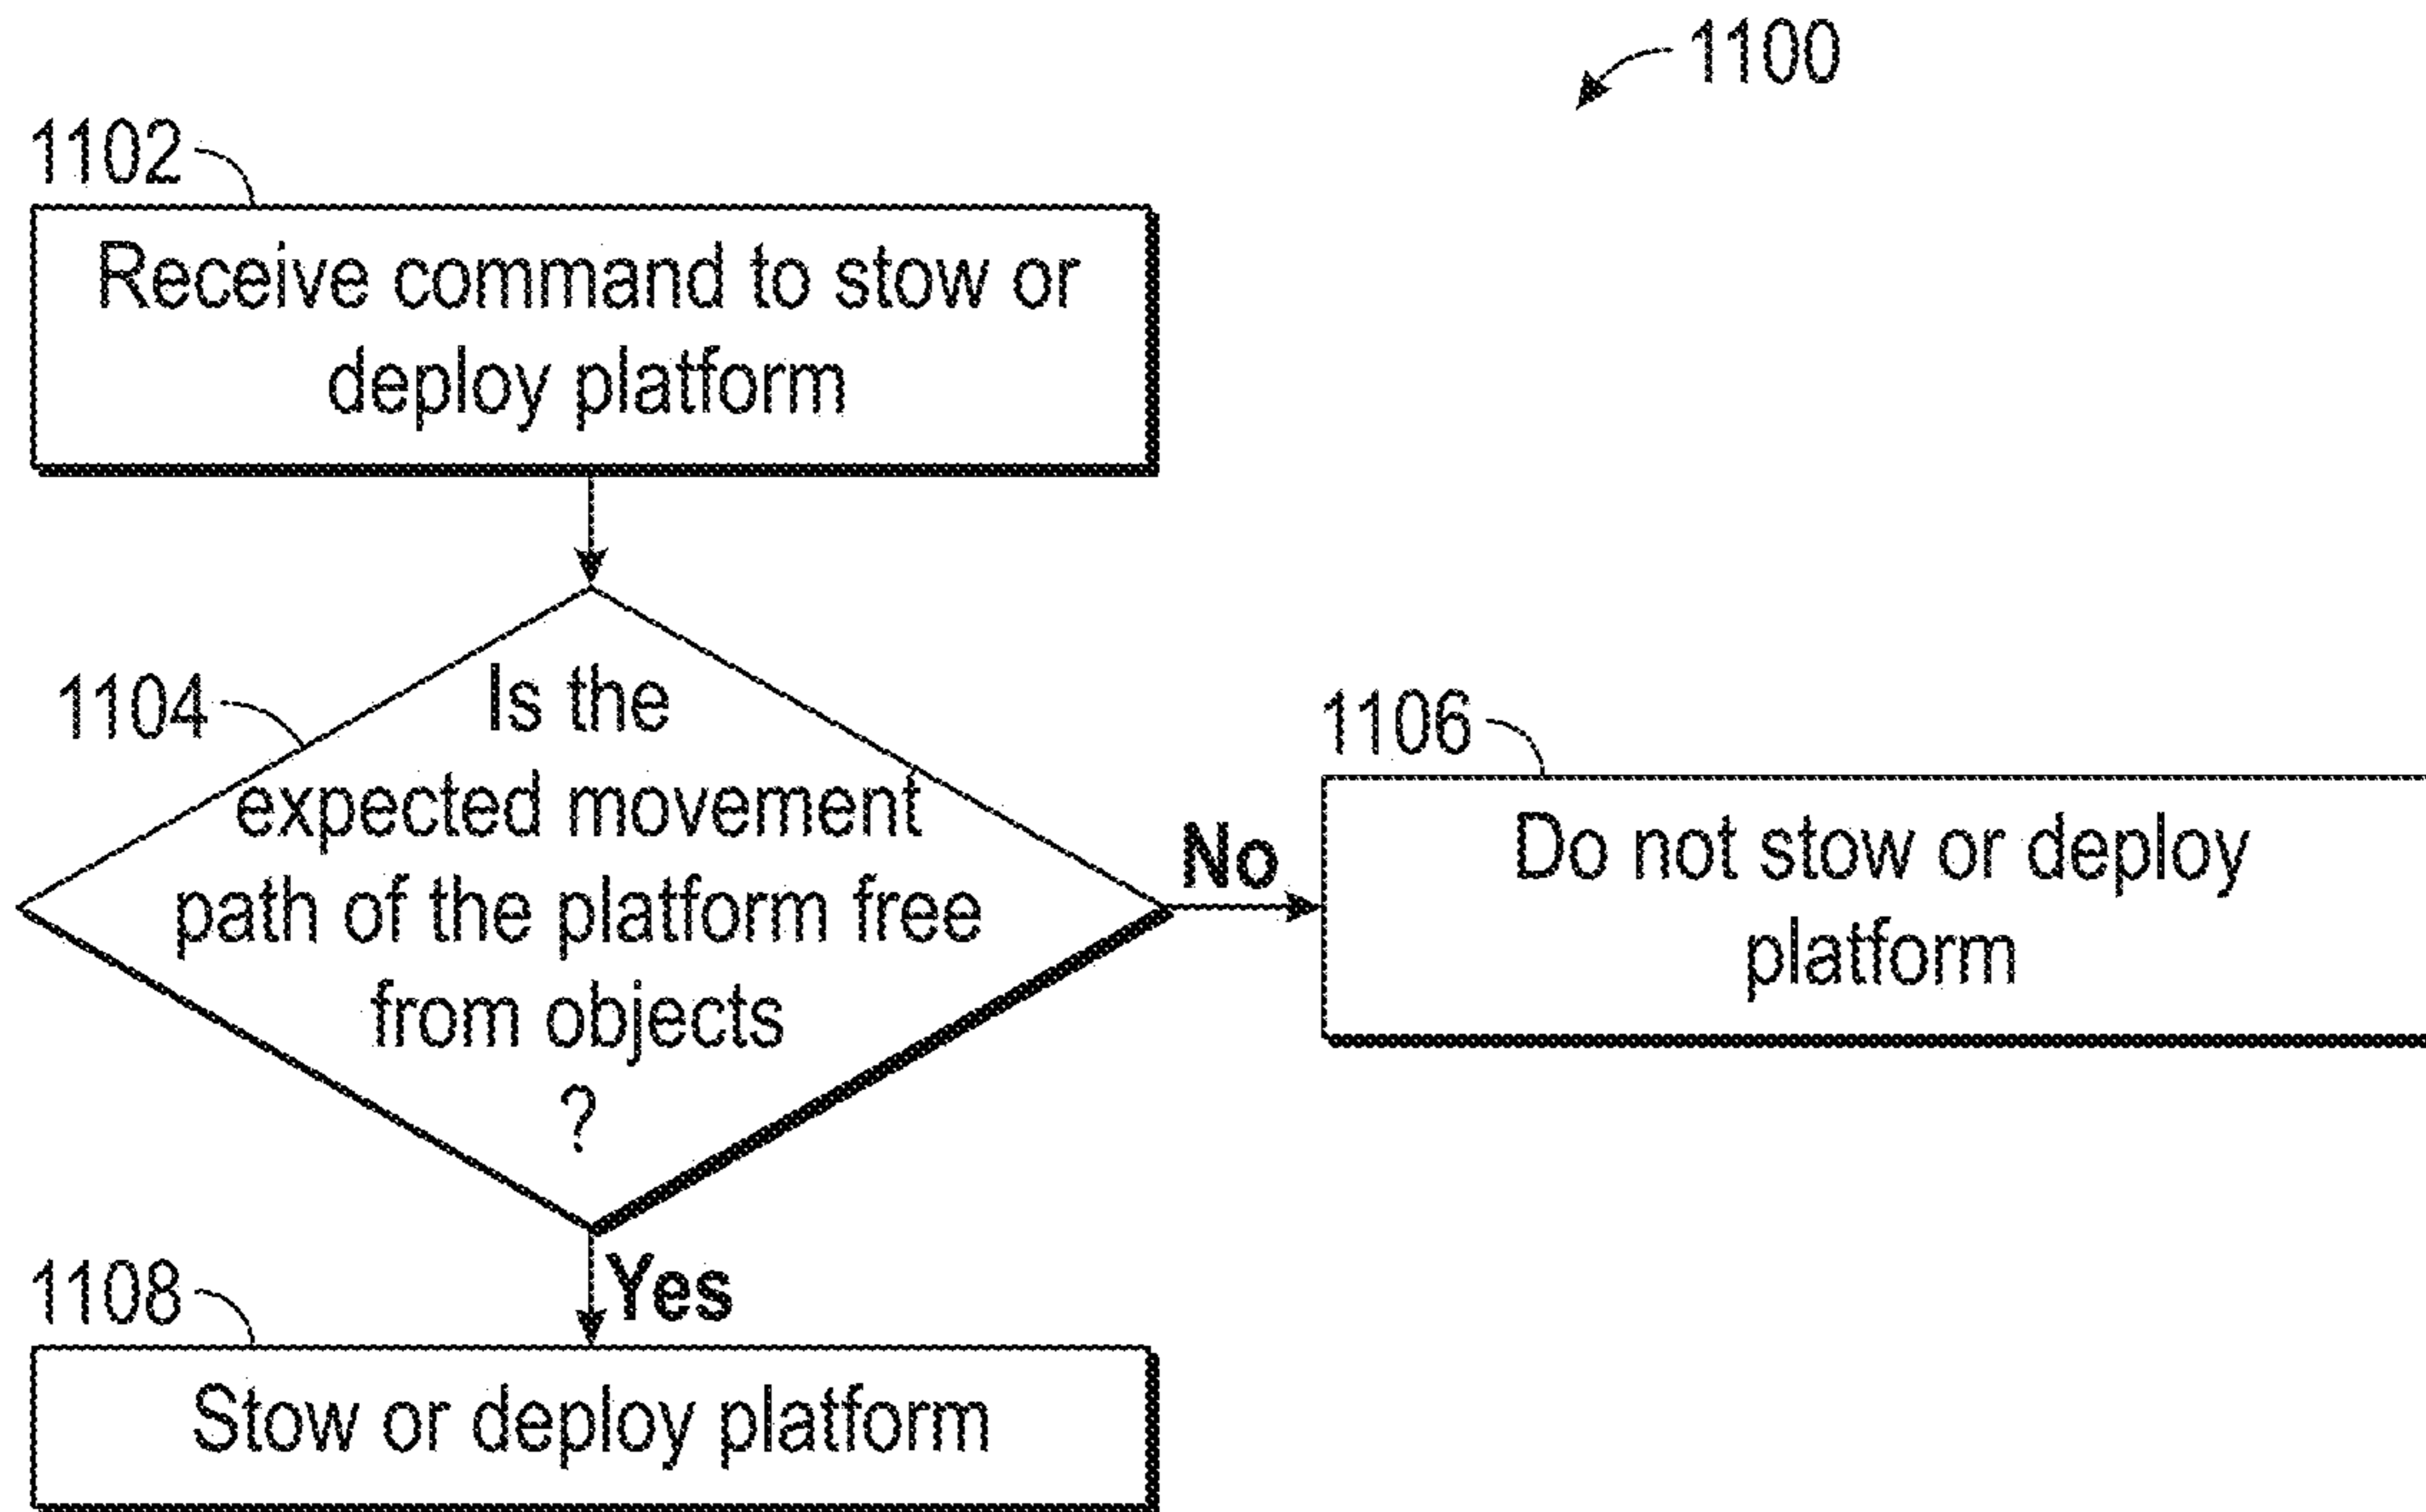 1100
1102
Receive command to stow or
deploy platform
1104
Is the
expected movement
path of the platform free
from objects
?
No
1106
Do not stow or deploy
platform
Yes
1108
Stow or deploy platform